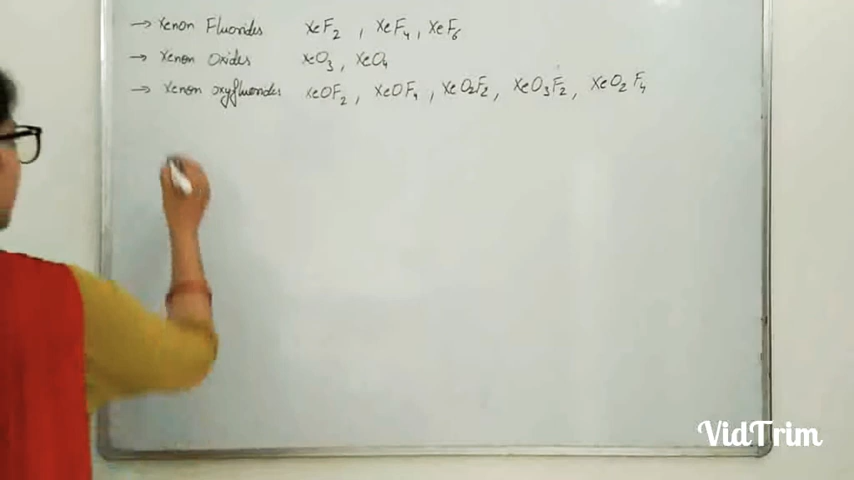 → Xenon Fluorides XeF₂, XeF₄, XeF₆
→ Xenon Oxides XeO₃, XeO₄
→ Xenon oxyfluorides XeOF₂, XeOF₄, XeO₂F₂, XeO₃F₂, XeO₂F₄
VidTrim